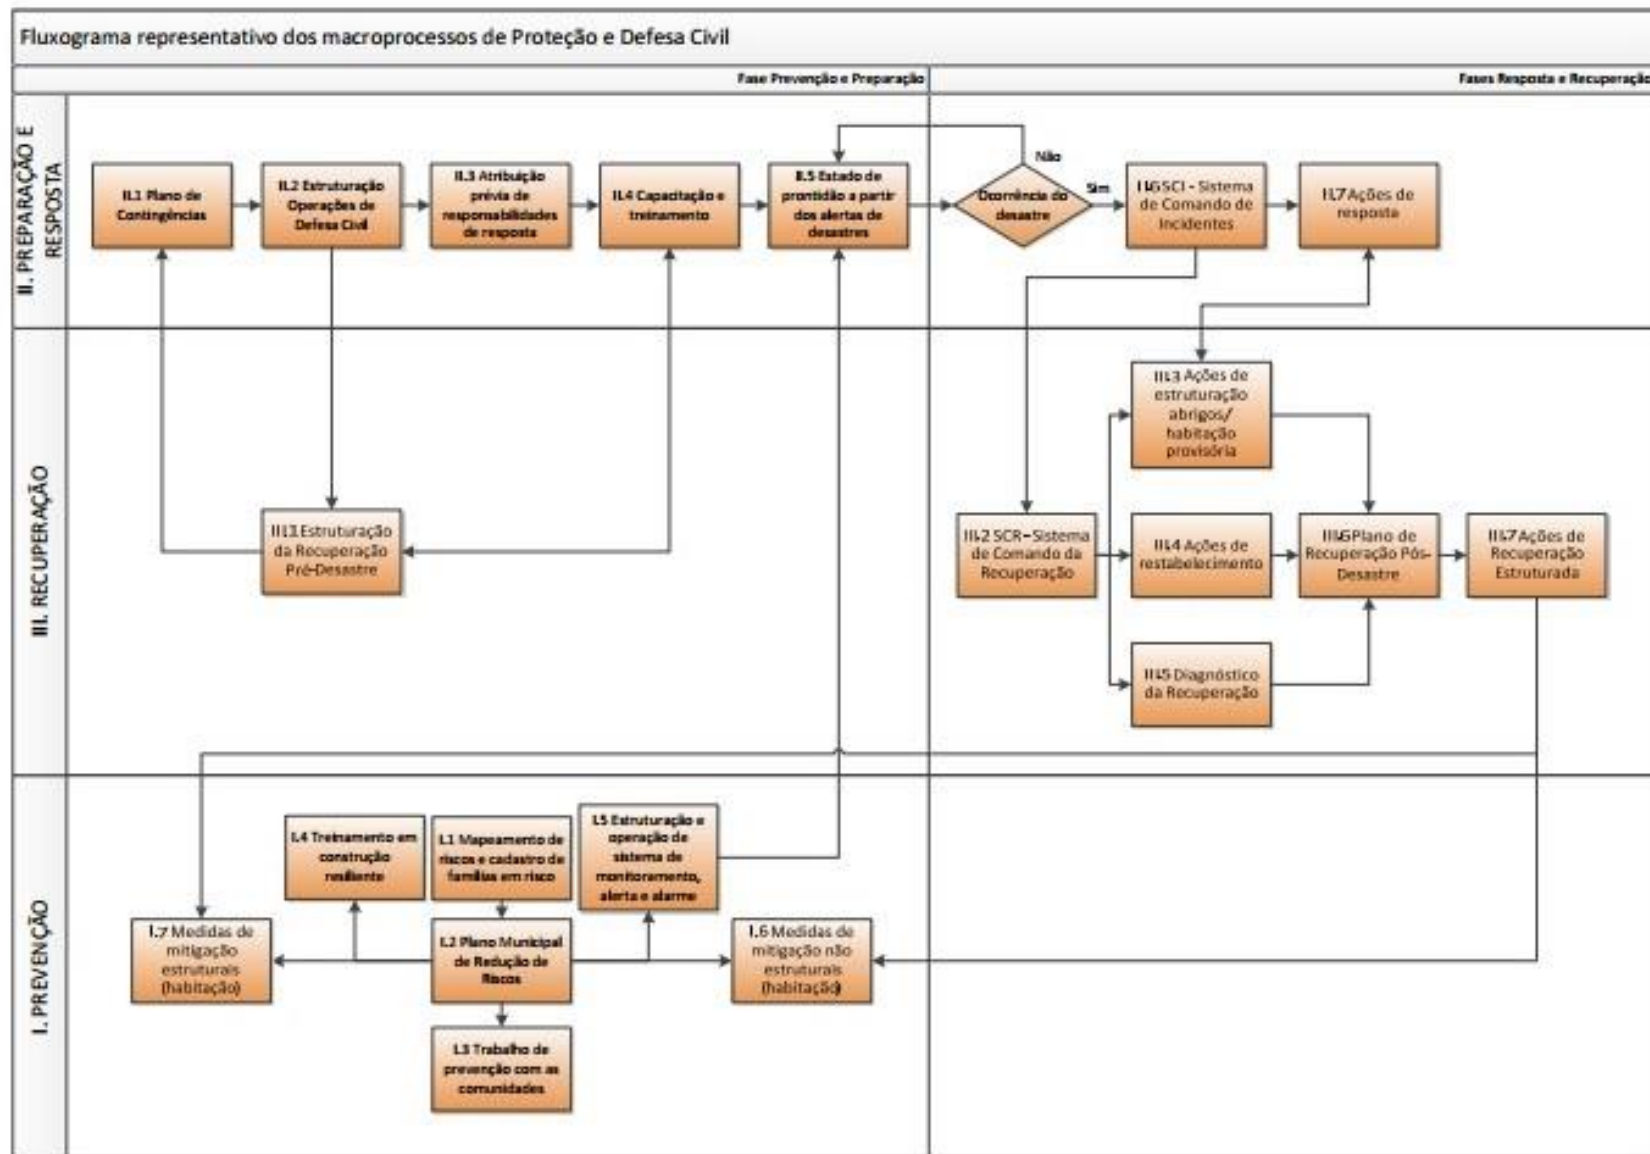 Fluxograma representativo dos macroprocessos de Proteção e Defesa Civil
Fase Prevenção e Preparação
Fases Resposta e Recuperação
II. PREPARAÇÃO E
RESPOSTA
II.1 Plano de
Contingências
II.2 Estruturação
Operações de
Defesa Civil
II.3 Atribuição
prévia de
responsabilidades
de resposta
II.4 Capacitação e
treinamento
II.5 Estado de
prontidão a partir
dos alertas de
desastres
Ocorrência do
desastre
Não
Sim
II.6 SCI - Sistema
de Comando de
Incidentes
II.7 Ações de
resposta
III. RECUPERAÇÃO
III.1 Estruturação
da Recuperação
Pré-Desastre
III.2 SCR – Sistema
de Comando da
Recuperação
III.3 Ações de
estruturação
abrigos/
habitação
provisória
III.4 Ações de
restabelecimento
III.5 Diagnóstico
da Recuperação
III.6 Plano de
Recuperação Pós-
Desastre
III.7 Ações de
Recuperação
Estruturada
I. PREVENÇÃO
I.4 Treinamento em
construção
resiliente
I.1 Mapeamento de
riscos e cadastro de
famílias em risco
I.5 Estruturação e
operação de
sistema de
monitoramento,
alerta e alarme
I.7 Medidas de
mitigação
estruturais
(habitação)
I.2 Plano Municipal
de Redução de
Riscos
I.6 Medidas de
mitigação não
estruturais
(habitação)
I.3 Trabalho de
prevenção com as
comunidades